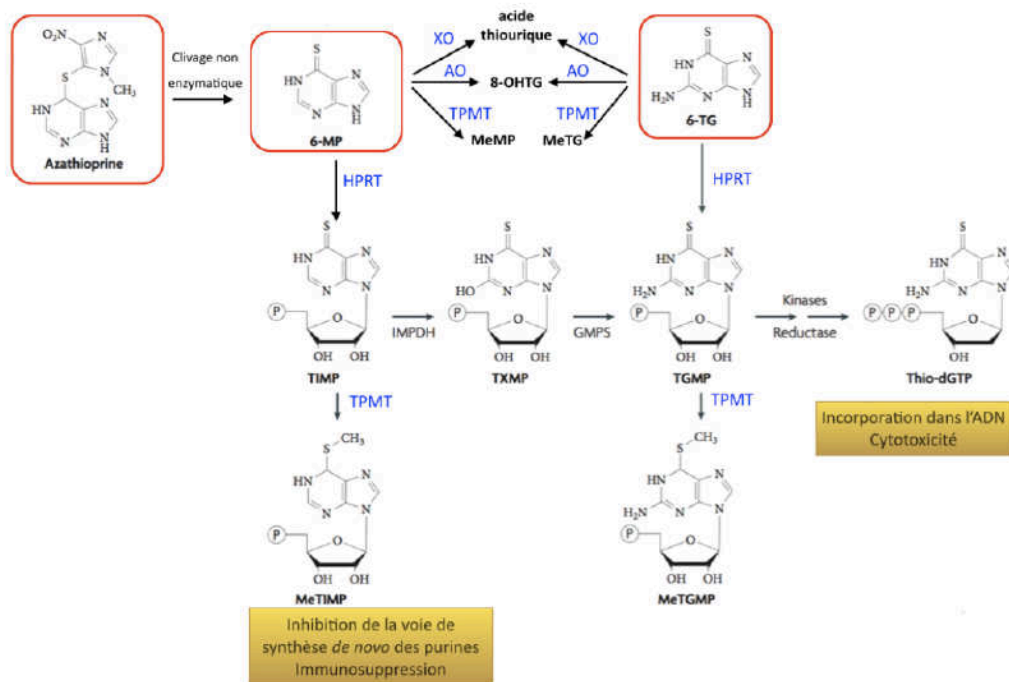 acide
thiourique
XO
XO
AO
8-OHTG
AO
TPMT
TPMT
MeMP
MeTG
Clivage non
enzymatique
O₂N
N
N
S
CH₃
HN
N
N
N
H
Azathioprine
S
HN
N
N
N
H
6-MP
S
HN
N
H₂N
N
N
H
6-TG
HPRT
HPRT
S
HN
N
N
N
P
O
OH OH
TIMP
IMPDH
S
HN
N
HO
N
N
P
O
OH OH
TXMP
GMPS
S
HN
N
H₂N
N
N
P
O
OH OH
TGMP
Kinases
Reductase
S
HN
N
H₂N
N
N
P P P
O
OH
Thio-dGTP
Incorporation dans l'ADN
Cytotoxicité
TPMT
TPMT
S CH₃
HN
N
N
N
P
O
OH OH
MeTIMP
S CH₃
HN
N
H₂N
N
N
P
O
OH OH
MeTGMP
Inhibition de la voie de
synthèse de novo des purines
Immunosuppression